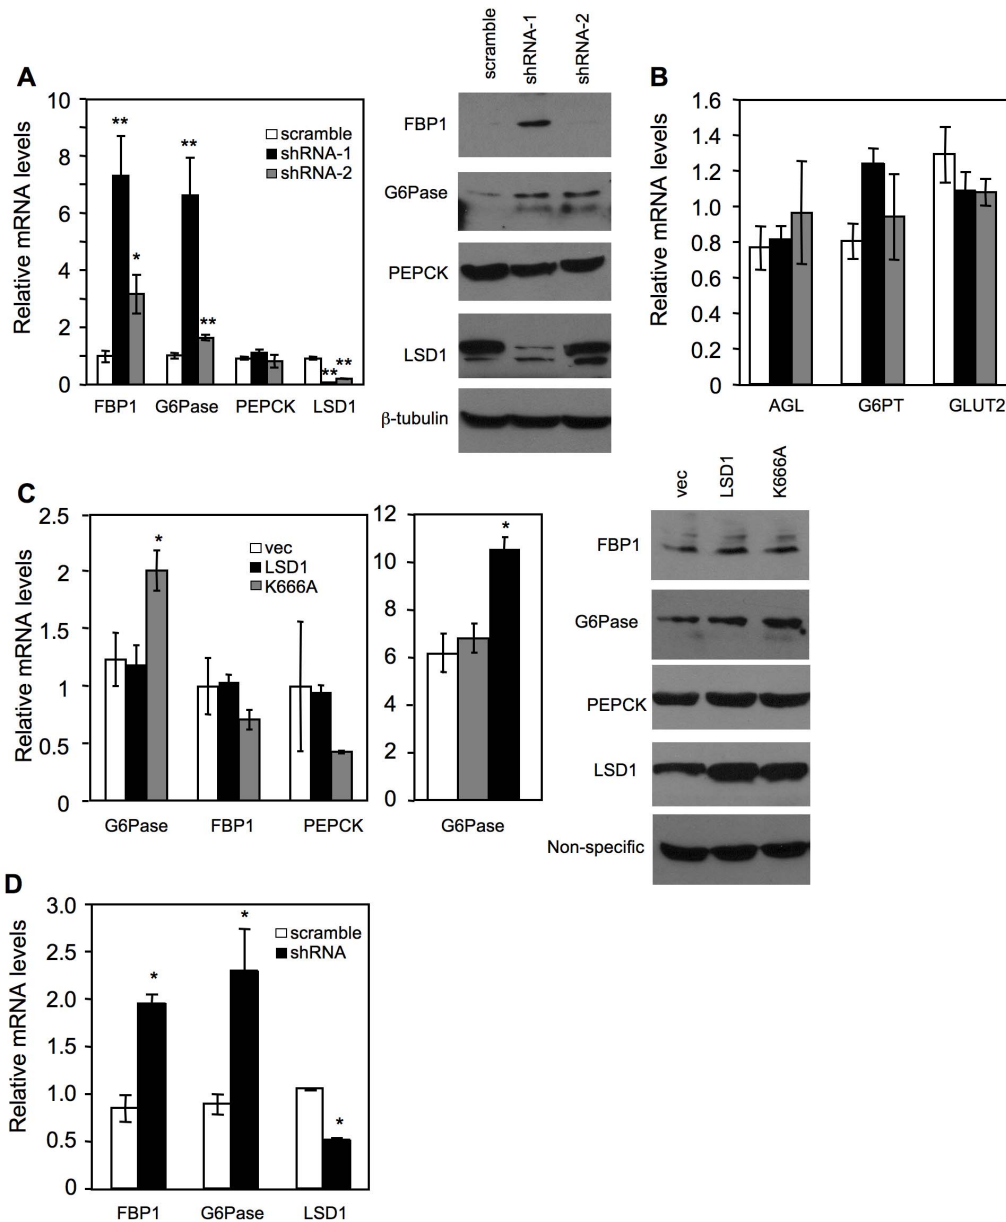 A
Relative mRNA levels
10
8
6
4
2
0
** ** * ** ** **
scramble
shRNA-1
shRNA-2
FBP1 G6Pase PEPCK LSD1
scramble shRNA-1 shRNA-2
FBP1
G6Pase
PEPCK
LSD1
β-tubulin
B
Relative mRNA levels
1.6
1.4
1.2
1.0
0.8
0.6
0.4
0.2
0
AGL G6PT GLUT2
C
Relative mRNA levels
2.5
2
1.5
1
0.5
0
*
vec
LSD1
K666A
G6Pase FBP1 PEPCK
12
10
8
6
4
2
0
*
G6Pase
vec LSD1 K666A
FBP1
G6Pase
PEPCK
LSD1
Non-specific
D
Relative mRNA levels
3.0
2.5
2.0
1.5
1.0
0.5
0
* * *
scramble
shRNA
FBP1 G6Pase LSD1